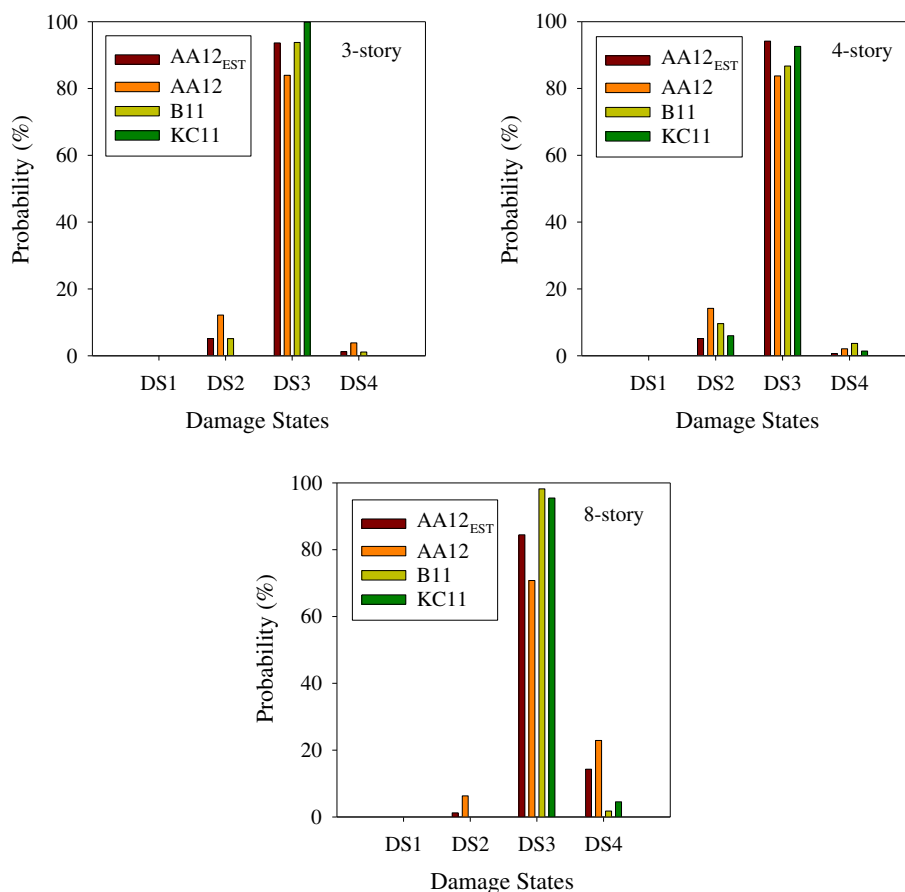 3-story
AA12EST
AA12
B11
KC11
Probability (%)
100
80
60
40
20
0
DS1 DS2 DS3 DS4
Damage States
4-story
AA12EST
AA12
B11
KC11
Probability (%)
100
80
60
40
20
0
DS1 DS2 DS3 DS4
Damage States
8-story
AA12EST
AA12
B11
KC11
Probability (%)
100
80
60
40
20
0
DS1 DS2 DS3 DS4
Damage States